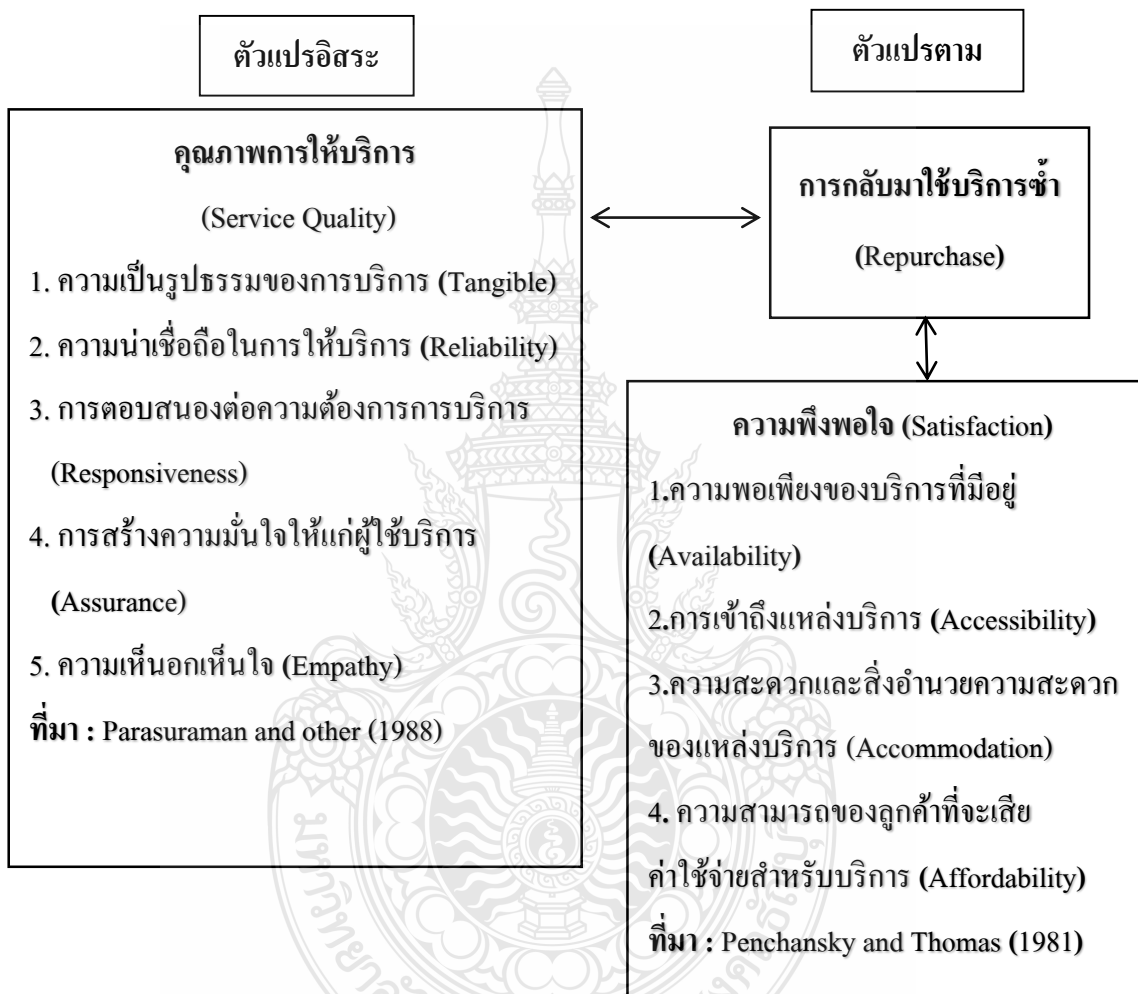 ตัวแปรอิสระ
ตัวแปรตาม
คุณภาพการให้บริการ
(Service Quality)
1. ความเป็นรูปธรรมของการบริการ (Tangible)
2. ความน่าเชื่อถือในการให้บริการ (Reliability)
3. การตอบสนองต่อความต้องการการบริการ
(Responsiveness)
4. การสร้างความมั่นใจให้แก่ผู้ใช้บริการ
(Assurance)
5. ความเห็นอกเห็นใจ (Empathy)
ที่มา : Parasuraman and other (1988)
การกลับมาใช้บริการซ้ำ
(Repurchase)
ความพึงพอใจ (Satisfaction)
1.ความพอเพียงของบริการที่มีอยู่
(Availability)
2.การเข้าถึงแหล่งบริการ (Accessibility)
3.ความสะดวกและสิ่งอำนวยความสะดวก
ของแหล่งบริการ (Accommodation)
4. ความสามารถของลูกค้าที่จะเสีย
ค่าใช้จ่ายสำหรับบริการ (Affordability)
ที่มา : Penchansky and Thomas (1981)